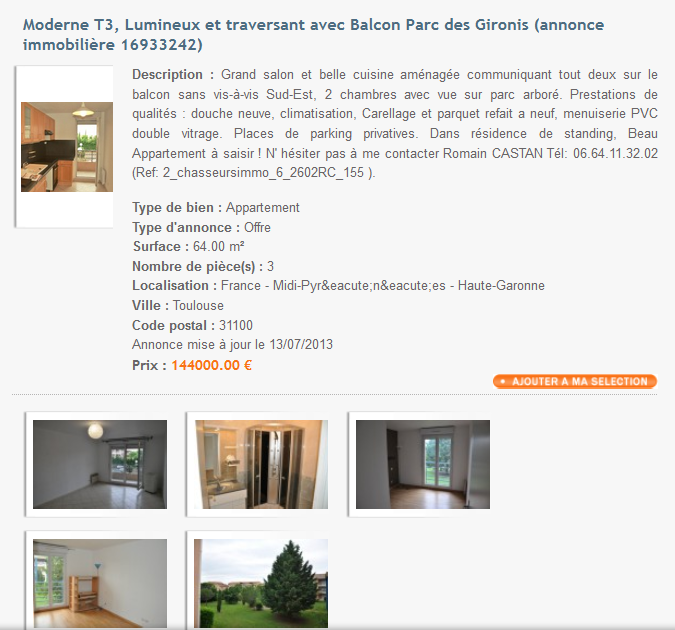 Moderne T3, Lumineux et traversant avec Balcon Parc des Gironis (annonce
immobilière 16933242)
Description : Grand salon et belle cuisine aménagée communiquant tout deux sur le
balcon sans vis-à-vis Sud-Est, 2 chambres avec vue sur parc arboré. Prestations de
qualités : douche neuve, climatisation, Carellage et parquet refait a neuf, menuiserie PVC
double vitrage. Places de parking privatives. Dans résidence de standing, Beau
Appartement à saisir ! N' hésiter pas à me contacter Romain CASTAN Tél: 06.64.11.32.02
(Ref: 2_chasseursimmo_6_2602RC_155 ).
Type de bien : Appartement
Type d'annonce : Offre
Surface : 64.00 m²
Nombre de pièce(s) : 3
Localisation : France - Midi-Pyr&eacute;n&eacute;es - Haute-Garonne
Ville : Toulouse
Code postal : 31100
Annonce mise à jour le 13/07/2013
Prix : 144000.00 €
AJOUTER A MA SELECTION